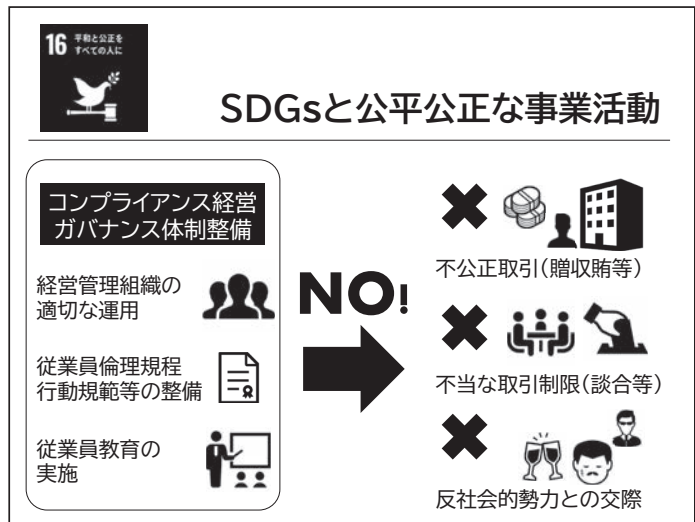 16 平和と公正を
すべての人に
SDGsと公平公正な事業活動
コンプライアンス経営
ガバナンス体制整備
経営管理組織の
適切な運用
従業員倫理規程
行動規範等の整備
従業員教育の
実施
NO!
不公正取引(贈収賄等)
不当な取引制限(談合等)
反社会的勢力との交際